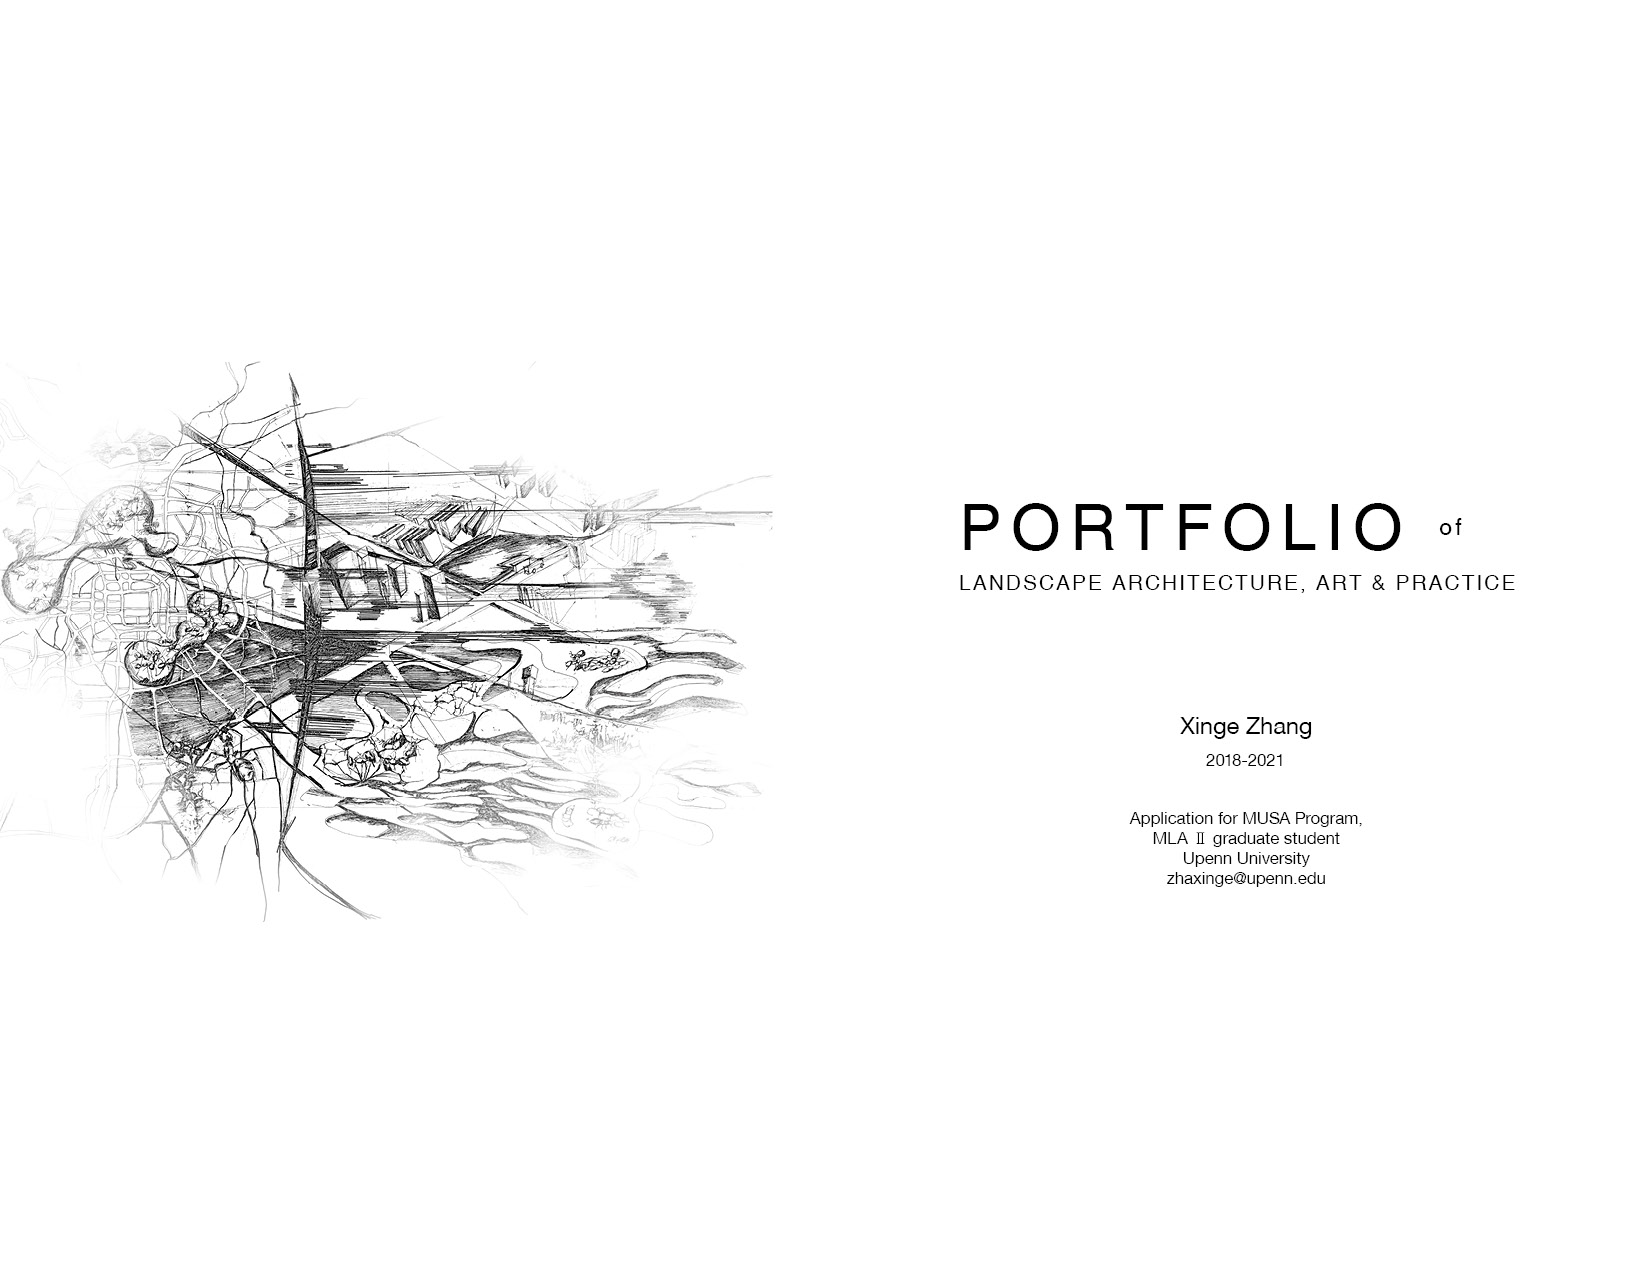 PORTFOLIO of
LANDSCAPE ARCHITECTURE, ART & PRACTICE
Xinge Zhang
2018-2021
Application for MUSA Program,
MLA Ⅱ graduate student
Upenn University
zhaxinge@upenn.edu